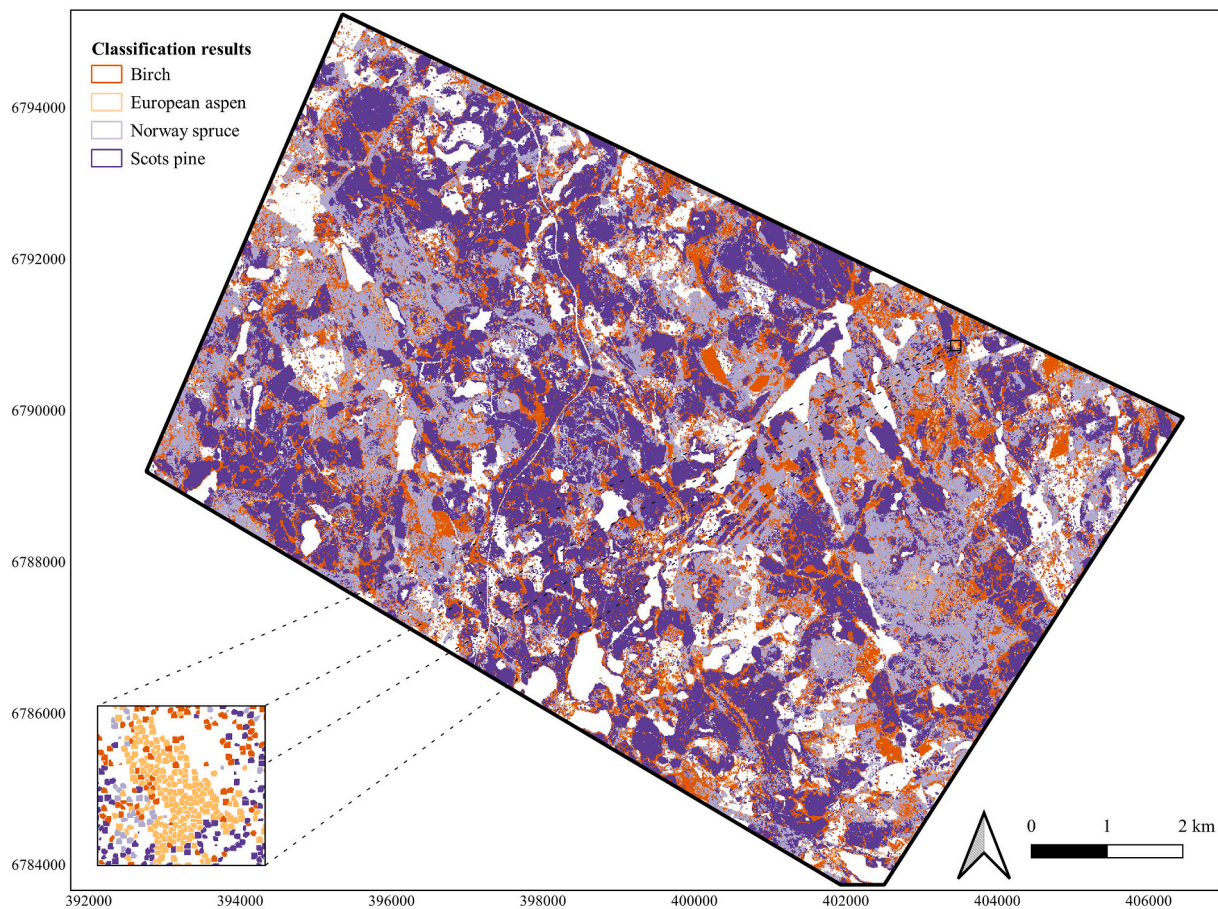 Classification results
Birch
European aspen
Norway spruce
Scots pine
6794000
6792000
6790000
6788000
6786000
6784000
0 1 2 km
392000 394000 396000 398000 400000 402000 404000 406000